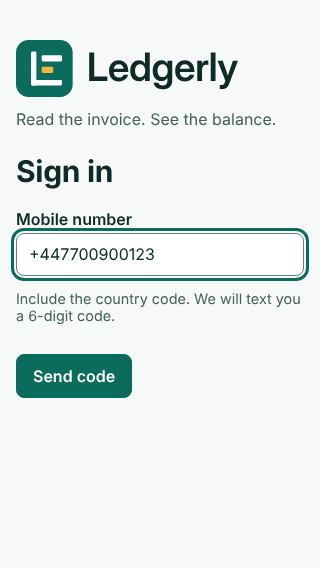 Ledgerly
Read the invoice. See the balance.
Sign in
Mobile number
+447700900123
Include the country code. We will text you
a 6-digit code.
Send code